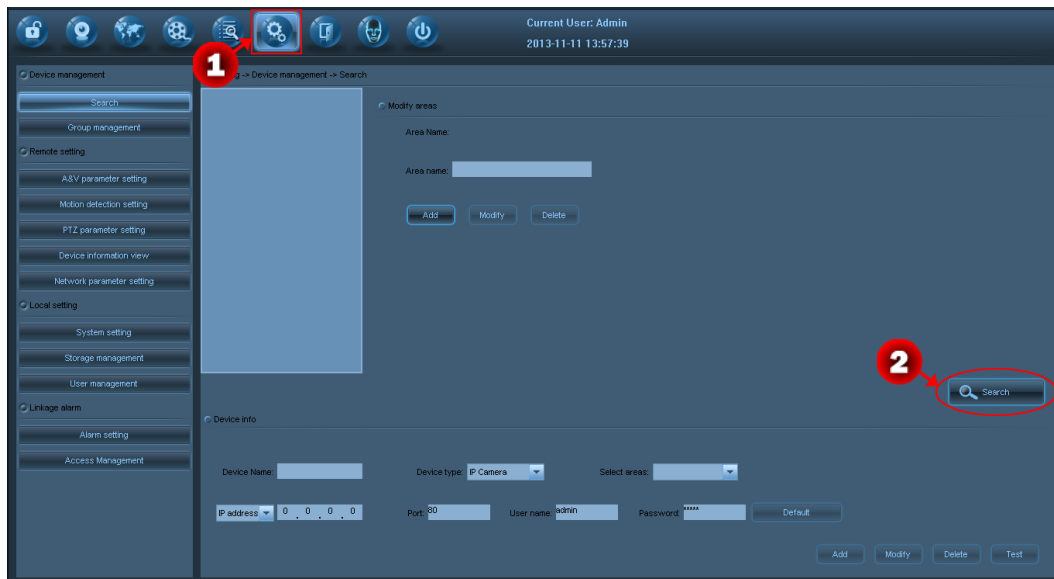 Current User: Admin
2013-11-11 13:57:39
1
Device management
g -> Device management -> Search
Search
Group management
Remote setting
A&V parameter setting
Motion detection setting
PTZ parameter setting
Device information view
Network parameter setting
Local setting
System setting
Storage management
User management
Linkage alarm
Alarm setting
Access Management
Modify areas
Area Name:
Area name:
Add Modify Delete
2
Search
Device info
Device Name: Device type: IP Camera Select areas:
IP address 0 . 0 . 0 . 0 Port: 80 User name: admin Password: ***** Default
Add Modify Delete Test